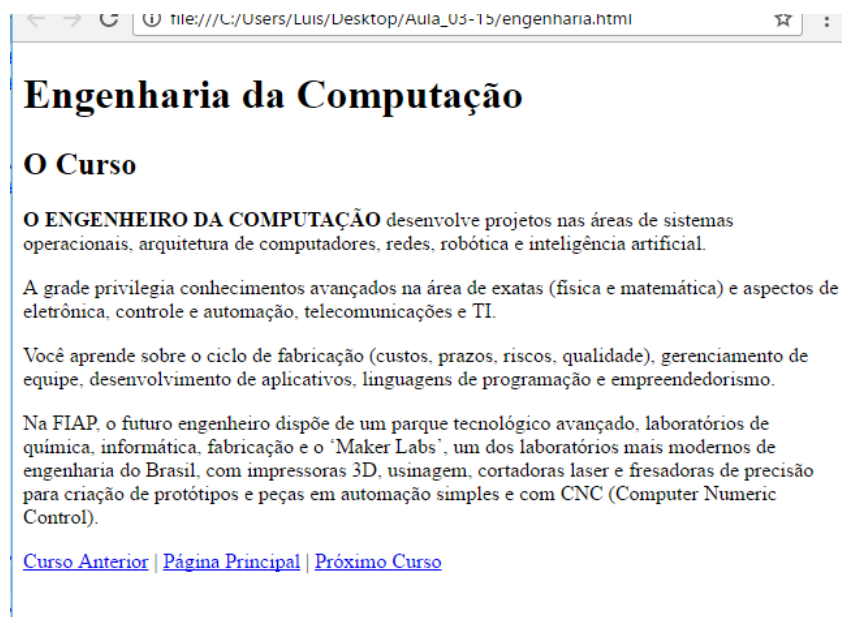 file:///C:/Users/Luis/Desktop/Aula_03-15/engenharia.html
Engenharia da Computação
O Curso
O ENGENHEIRO DA COMPUTAÇÃO desenvolve projetos nas áreas de sistemas
operacionais, arquitetura de computadores, redes, robótica e inteligência artificial.
A grade privilegia conhecimentos avançados na área de exatas (física e matemática) e aspectos de
eletrônica, controle e automação, telecomunicações e TI.
Você aprende sobre o ciclo de fabricação (custos, prazos, riscos, qualidade), gerenciamento de
equipe, desenvolvimento de aplicativos, linguagens de programação e empreendedorismo.
Na FIAP, o futuro engenheiro dispõe de um parque tecnológico avançado, laboratórios de
química, informática, fabricação e o ‘Maker Labs’, um dos laboratórios mais modernos de
engenharia do Brasil, com impressoras 3D, usinagem, cortadoras laser e fresadoras de precisão
para criação de protótipos e peças em automação simples e com CNC (Computer Numeric
Control).
Curso Anterior | Página Principal | Próximo Curso